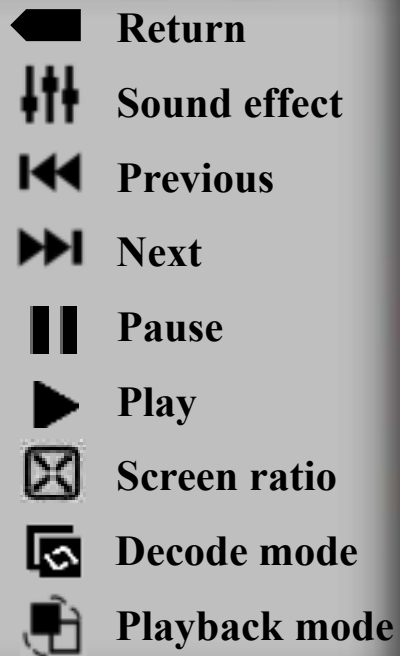 Return
Sound effect
Previous
Next
Pause
Play
Screen ratio
Decode mode
Playback mode